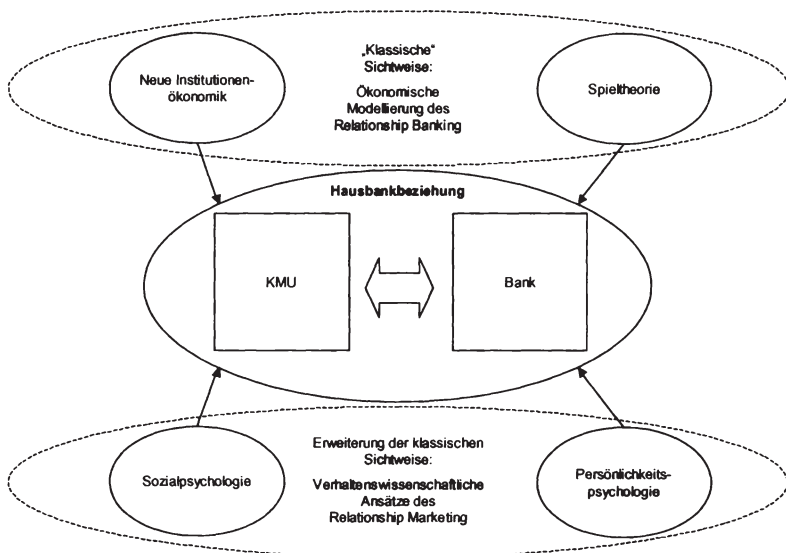 „Klassische“
Sichtweise:
Ökonomische
Modellierung des
Relationship Banking
Neue Institutionen-
ökonomik
Spieltheorie
Hausbankbeziehung
KMU
Bank
Erweiterung der klassischen
Sichtweise:
Verhaltenswissenschaftliche
Ansätze des
Relationship Marketing
Sozialpsychologie
Persönlichkeits-
psychologie